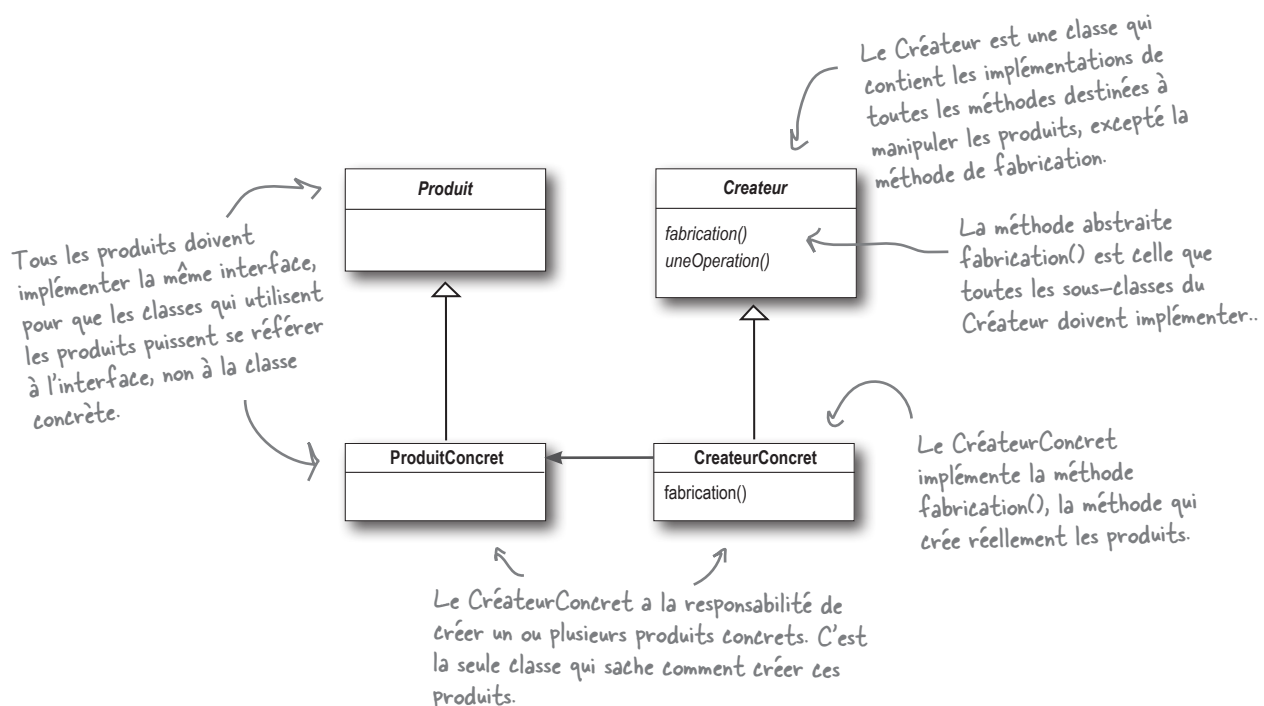 Le Créateur est une classe qui
contient les implémentations de
toutes les méthodes destinées à
manipuler les produits, excepté la
méthode de fabrication.
Produit
Createur
fabrication()
uneOperation()
La méthode abstraite
fabrication() est celle que
toutes les sous-classes du
Créateur doivent implémenter..
Tous les produits doivent
implémenter la même interface,
pour que les classes qui utilisent
les produits puissent se référer
à l'interface, non à la classe
concrète.
ProduitConcret
CreateurConcret
fabrication()
Le CréateurConcret
implémente la méthode
fabrication(), la méthode qui
crée réellement les produits.
Le CréateurConcret a la responsabilité de
créer un ou plusieurs produits concrets. C'est
la seule classe qui sache comment créer ces
produits.